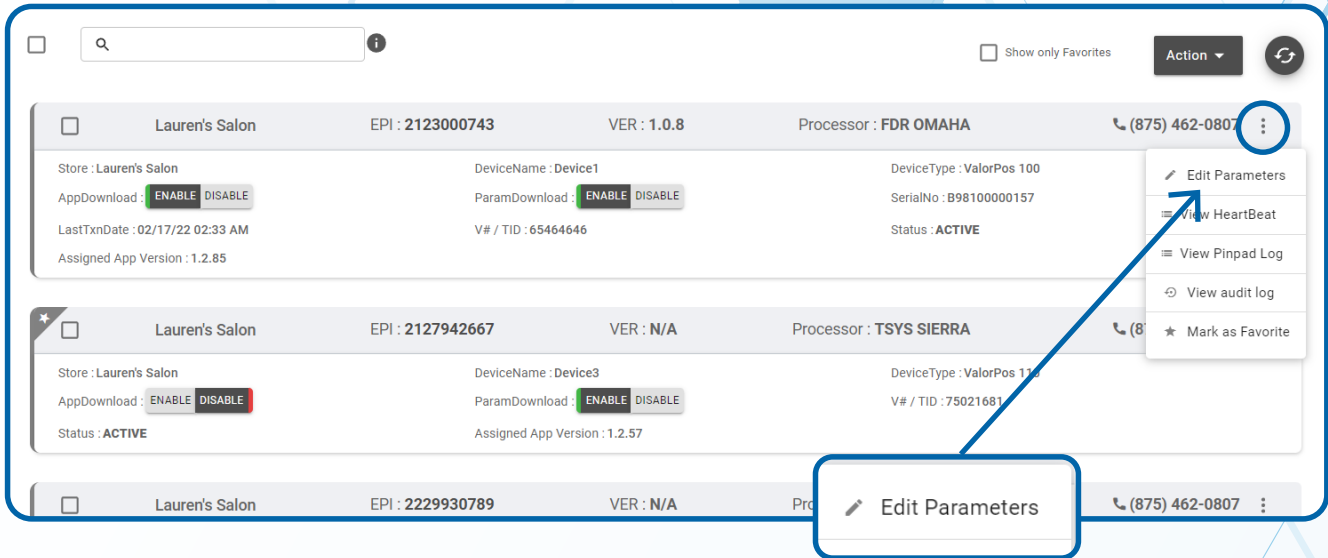 Show only Favorites
Action
Lauren's Salon EPI : 2123000743 VER : 1.0.8 Processor : FDR OMAHA (875) 462-0807
Store : Lauren's Salon DeviceName : Device1 DeviceType : ValorPos 100
AppDownload : ENABLE DISABLE ParamDownload : ENABLE DISABLE SerialNo : B98100000157
LastTxnDate : 02/17/22 02:33 AM V# / TID : 65464646 Status : ACTIVE
Assigned App Version : 1.2.85
Edit Parameters
View HeartBeat
View Pinpad Log
View audit log
Mark as Favorite
Lauren's Salon EPI : 2127942667 VER : N/A Processor : TSYS SIERRA (8
Store : Lauren's Salon DeviceName : Device3 DeviceType : ValorPos 110
AppDownload : ENABLE DISABLE ParamDownload : ENABLE DISABLE V# / TID : 75021681
Status : ACTIVE Assigned App Version : 1.2.57
Lauren's Salon EPI : 2229930789 VER : N/A (875) 462-0807
Edit Parameters